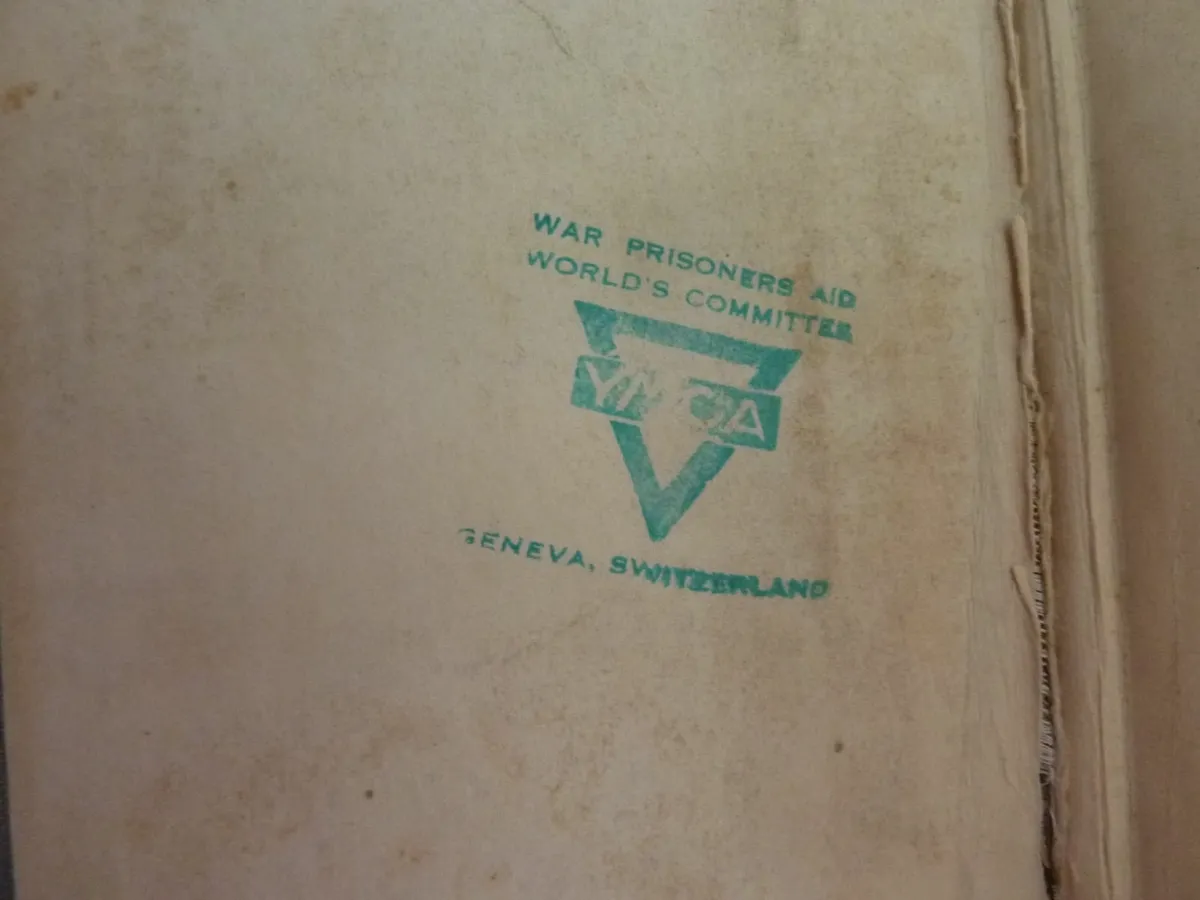 WAR PRISONERS AID
WORLD'S COMMITTEE
YMCA
GENEVA, SWITZERLAND